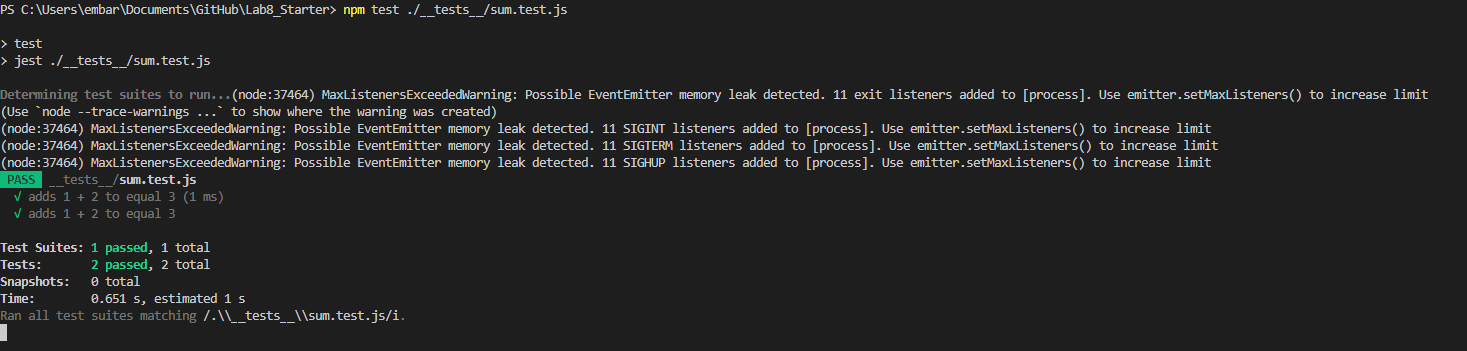 PS C:\Users\embar\Documents\GitHub\Lab8_Starter> npm test ./__tests__/sum.test.js
> test
> jest ./__tests__/sum.test.js
Determining test suites to run...(node:37464) MaxListenersExceededWarning: Possible EventEmitter memory leak detected. 11 exit listeners added to [process]. Use emitter.setMaxListeners() to increase limit
(Use `node --trace-warnings ...` to show where the warning was created)
(node:37464) MaxListenersExceededWarning: Possible EventEmitter memory leak detected. 11 SIGINT listeners added to [process]. Use emitter.setMaxListeners() to increase limit
(node:37464) MaxListenersExceededWarning: Possible EventEmitter memory leak detected. 11 SIGTERM listeners added to [process]. Use emitter.setMaxListeners() to increase limit
(node:37464) MaxListenersExceededWarning: Possible EventEmitter memory leak detected. 11 SIGHUP listeners added to [process]. Use emitter.setMaxListeners() to increase limit
PASS __tests__/sum.test.js
√ adds 1 + 2 to equal 3 (1 ms)
√ adds 1 + 2 to equal 3
Test Suites: 1 passed, 1 total
Tests: 2 passed, 2 total
Snapshots: 0 total
Time: 0.651 s, estimated 1 s
Ran all test suites matching /.\\__tests__\\sum.test.js/i.